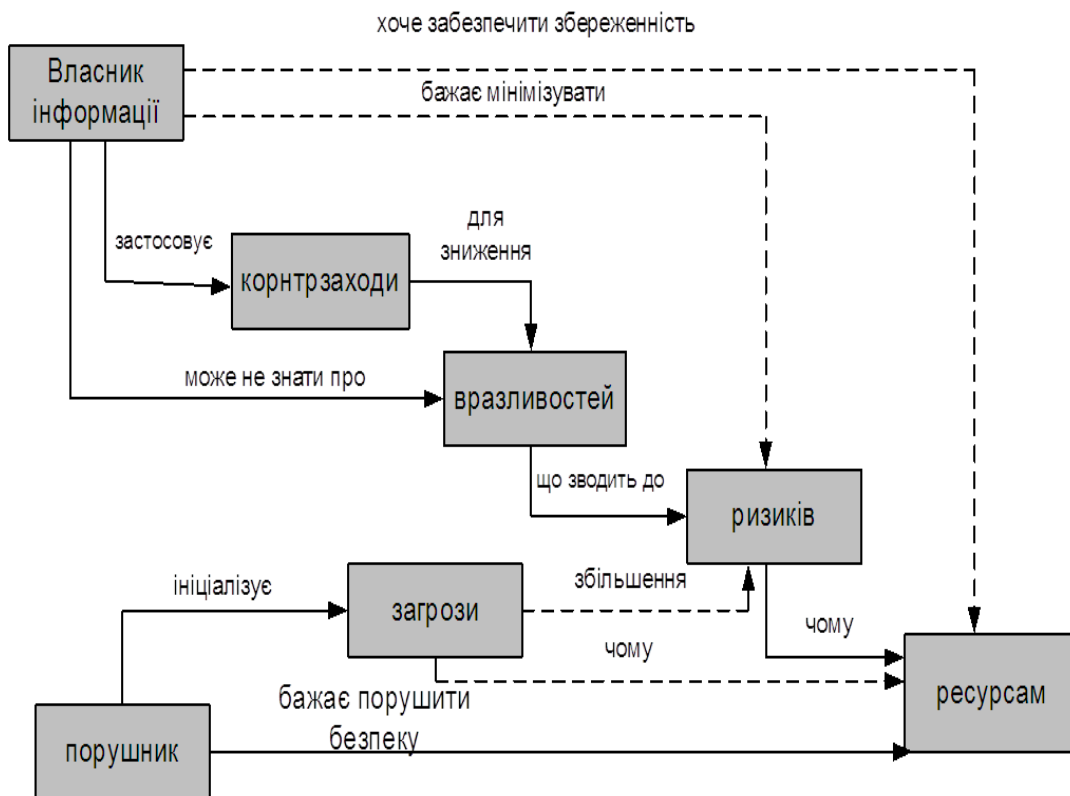 хоче забезпечити збереженність
Власник
інформації
бажає мінімізувати
застосовує
для
зниження
корнтрзаходи
може не знати про
вразливостей
що зводить до
ризиків
ініціалізує
загрози
збільшення
чому
чому
ресурсам
бажає порушити
безпеку
порушник